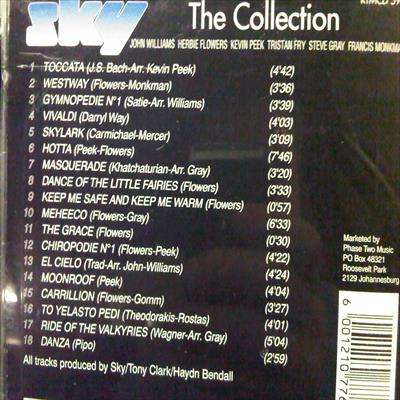 sky
The Collection
JOHN WILLIAMS HERBIE FLOWERS KEVIN PEEK TRISTAN FRY STEVE GRAY FRANCIS MONKMAN
1 TOCCATA (J.S. Bach-Arr. Kevin Peek) (4'42)
2 WESTWAY (Flowers-Monkman) (3'36)
3 GYMNOPEDIE N°1 (Satie-Arr. Williams) (3'39)
4 VIVALDI (Darryl Way) (4'03)
5 SKYLARK (Carmichael-Mercer) (3'09)
6 HOTTA (Peek-Flowers) (7'46)
7 MASQUERADE (Khatchaturian-Arr. Gray) (3'20)
8 DANCE OF THE LITTLE FAIRIES (Flowers) (3'33)
9 KEEP ME SAFE AND KEEP ME WARM (Flowers) (0'57)
10 MEHEECO (Flowers-Gray) (6'33)
11 THE GRACE (Flowers) (0'30)
12 CHIROPODIE N°1 (Flowers-Peek) (4'22)
13 EL CIELO (Trad-Arr. John-Williams) (4'24)
14 MOONROOF (Peek) (4'04)
15 CARRILLION (Flowers-Gomm) (3'27)
16 TO YELASTO PEDI (Theodorakis-Rostas) (4'01)
17 RIDE OF THE VALKYRIES (Wagner-Arr. Gray) (5'04)
18 DANZA (Pipo) (2'59)
All tracks produced by Sky/Tony Clark/Haydn Bendall
Marketed by
Phase Two Music
PO Box 48321
Roosevelt Park
2129 Johannesburg
6 00121 0776